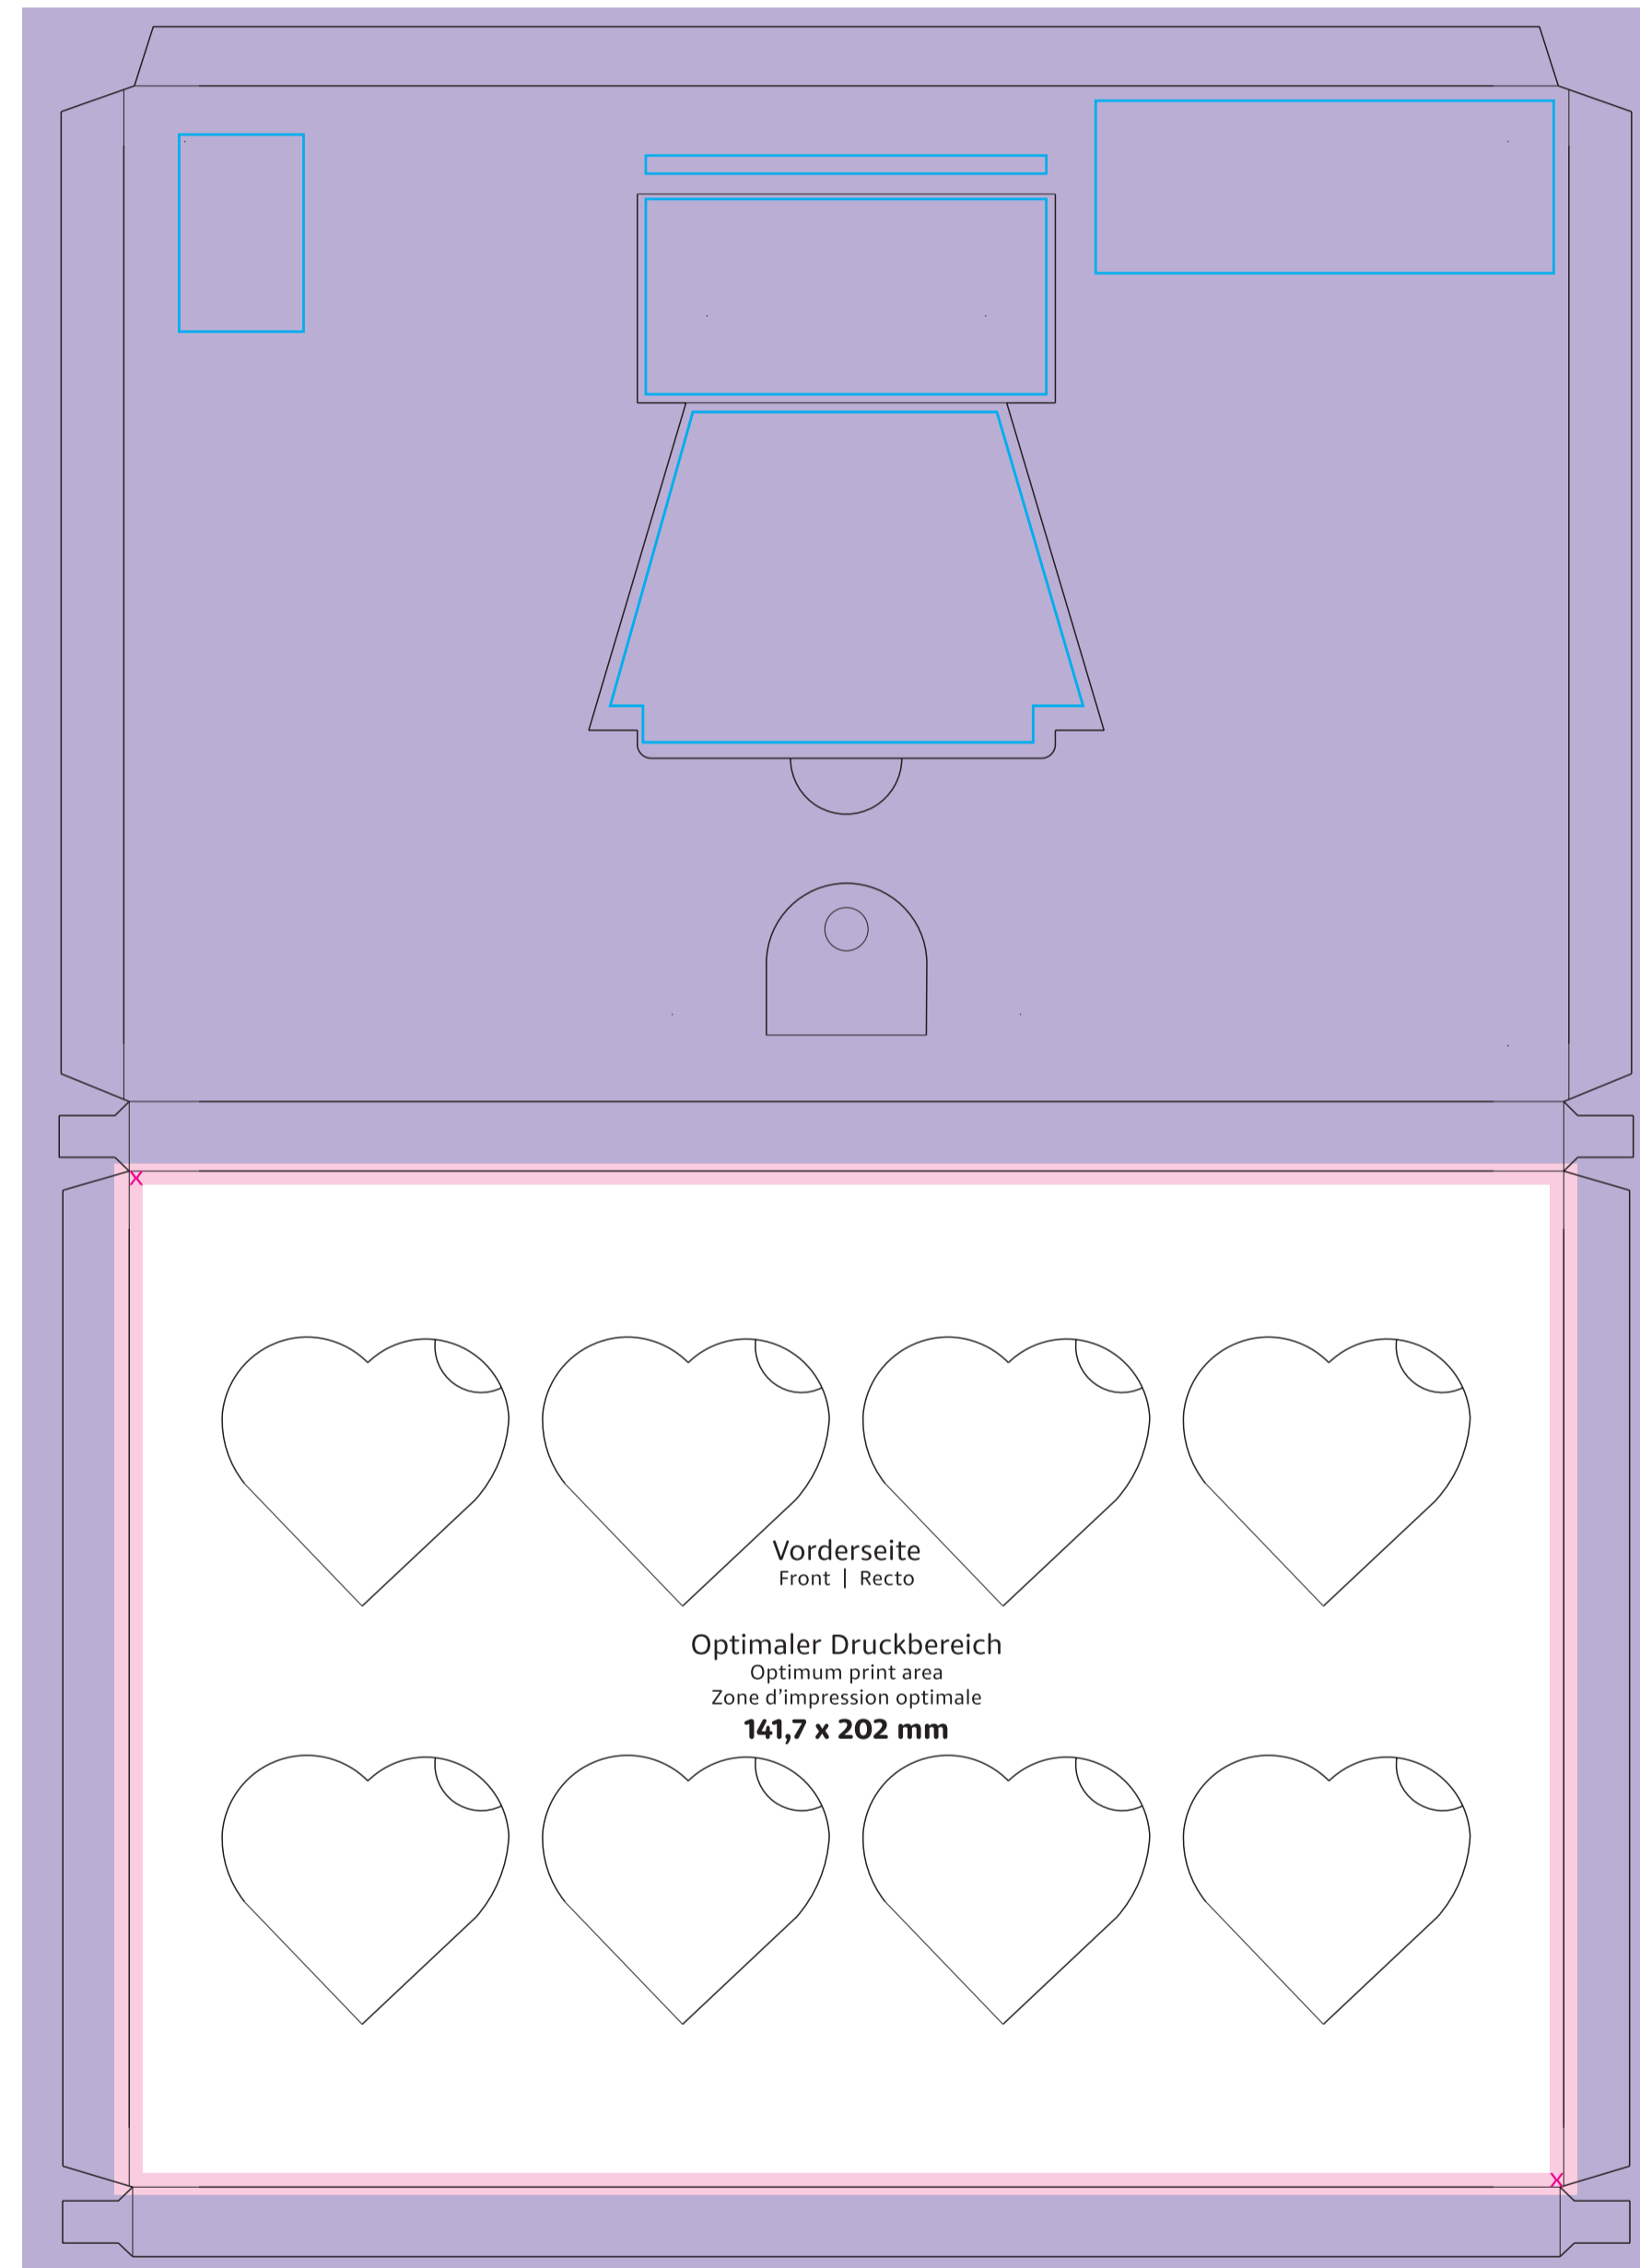 Vorderseite
Front | Recto
Optimaler Druckbereich
Optimum print area
Zone d’impression optimale
141,7 x 202 mm